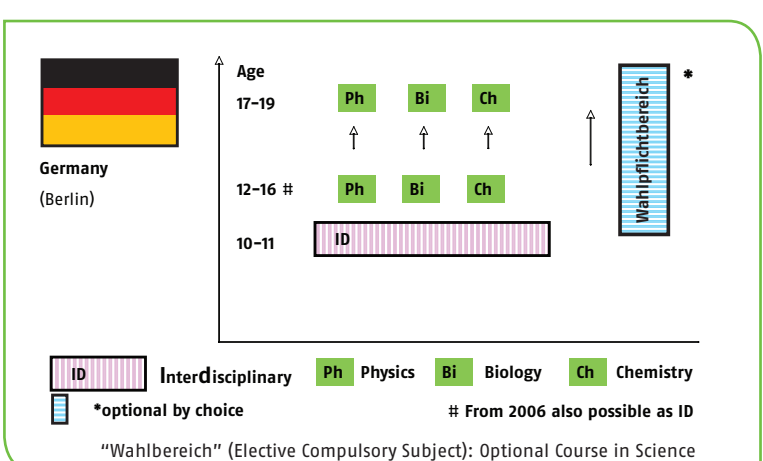 Age
17–19 Ph Bi Ch *
Germany
(Berlin)
12–16 # Ph Bi Ch
10–11 ID
Wahlpflichtbereich
ID Interdisciplinary Ph Physics Bi Biology Ch Chemistry
*optional by choice # From 2006 also possible as ID
“Wahlbereich” (Elective Compulsory Subject): Optional Course in Science